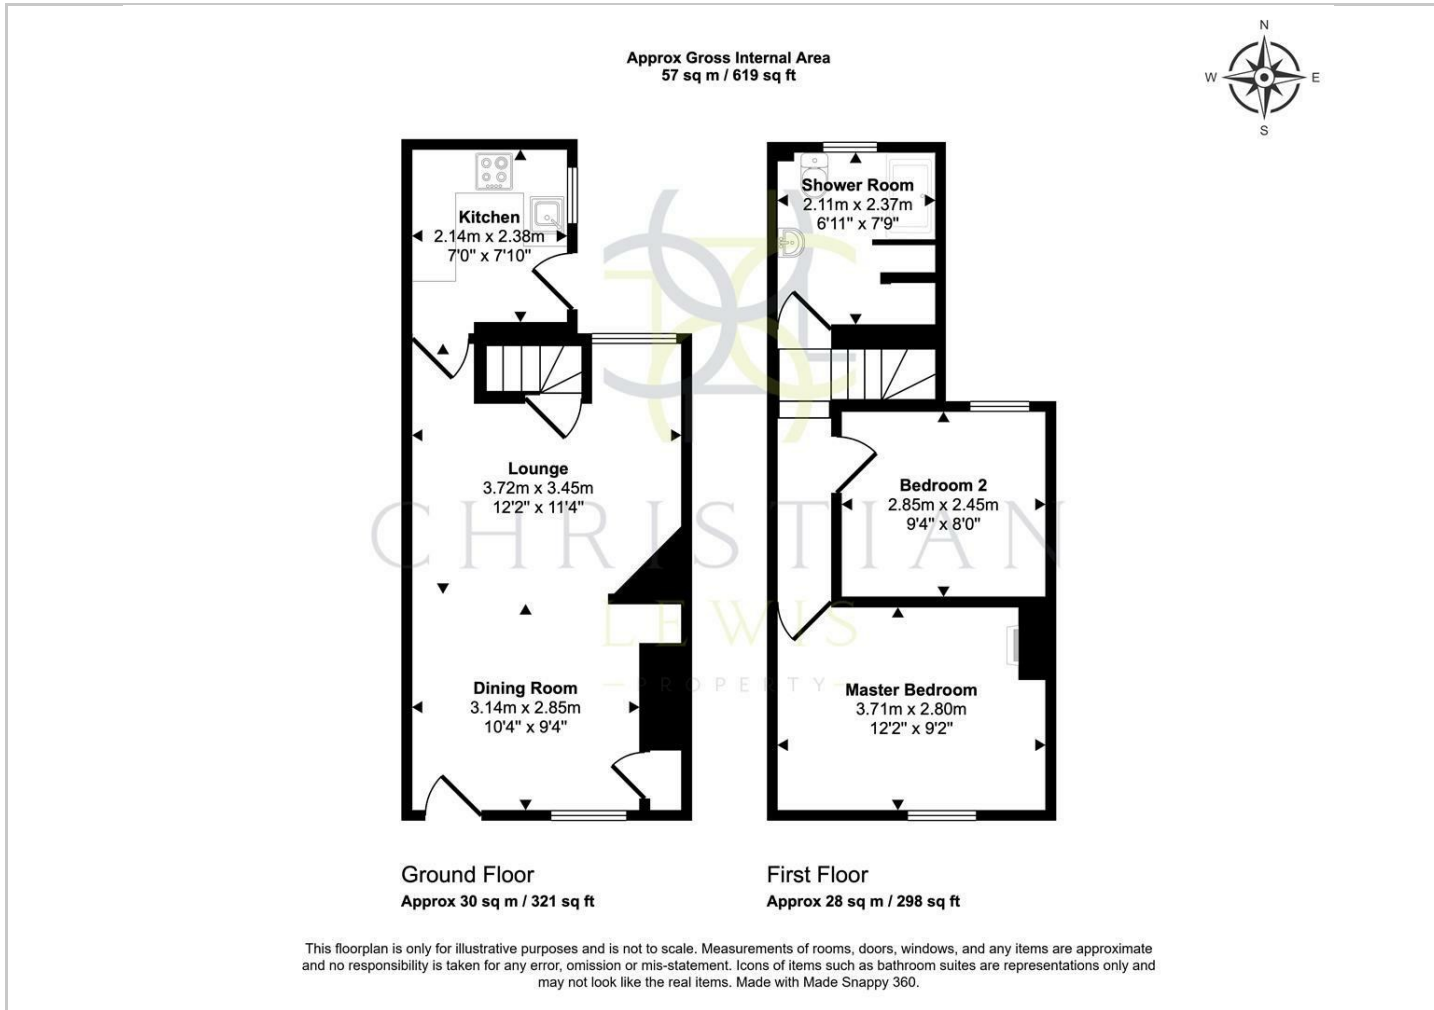 Approx Gross Internal Area
57 sq m / 619 sq ft
N
W
E
S
Kitchen
2.14m x 2.38m
7'0" x 7'10"
Shower Room
2.11m x 2.37m
6'11" x 7'9"
Lounge
3.72m x 3.45m
12'2" x 11'4"
Bedroom 2
2.85m x 2.45m
9'4" x 8'0"
CHRISTIAN
LEWIS
PROPERTY
Dining Room
3.14m x 2.85m
10'4" x 9'4"
Master Bedroom
3.71m x 2.80m
12'2" x 9'2"
Ground Floor
Approx 30 sq m / 321 sq ft
First Floor
Approx 28 sq m / 298 sq ft
This floorplan is only for illustrative purposes and is not to scale. Measurements of rooms, doors, windows, and any items are approximate
and no responsibility is taken for any error, omission or mis-statement. Icons of items such as bathroom suites are representations only and
may not look like the real items. Made with Made Snappy 360.